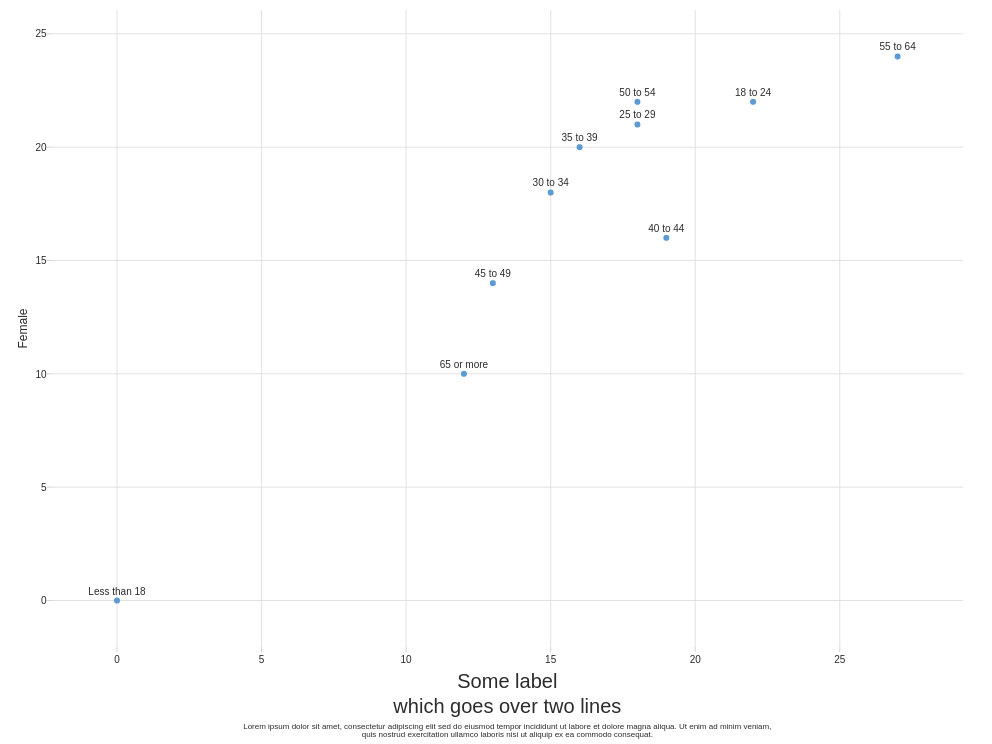 25
55 to 64
50 to 54
18 to 24
25 to 29
35 to 39
20
30 to 34
40 to 44
15
45 to 49
Female
65 or more
10
5
Less than 18
0
0
5
10
15
20
25
Some label
which goes over two lines
Lorem ipsum dolor sit amet, consectetur adipiscing elit sed do eiusmod tempor incididunt ut labore et dolore magna aliqua. Ut enim ad minim veniam,
quis nostrud exercitation ullamco laboris nisi ut aliquip ex ea commodo consequat.